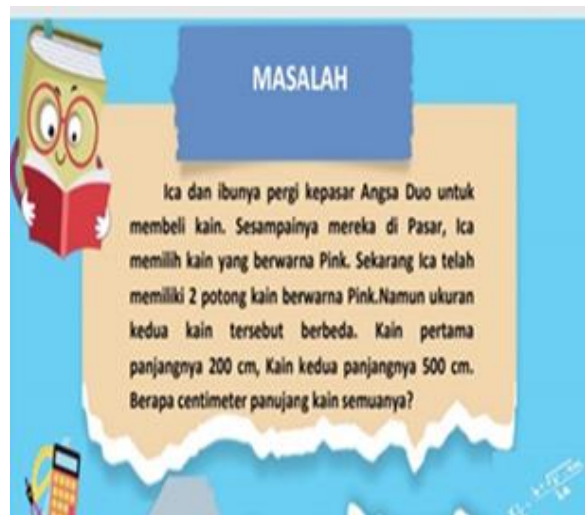 MASALAH
Ica dan ibunya pergi kepasar Angsa Duo untuk
membeli kain. Sesampainya mereka di Pasar, Ica
memilih kain yang berwarna Pink. Sekarang Ica telah
memiliki 2 potong kain berwarna Pink.Namun ukuran
kedua kain tersebut berbeda. Kain pertama
panjangnya 200 cm, Kain kedua panjangnya 500 cm.
Berapa centimeter panujang kain semuanya?